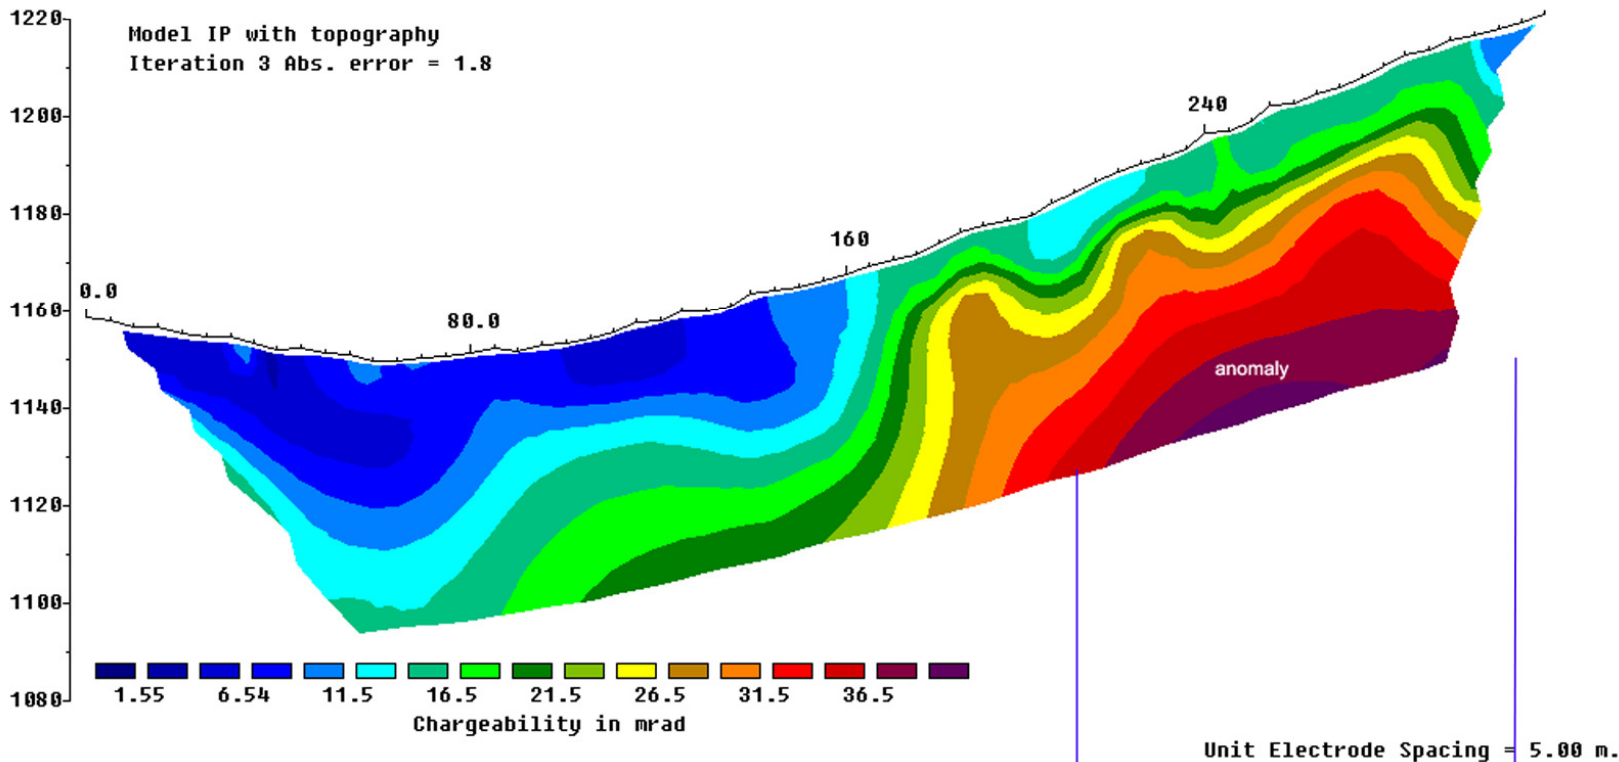 1220
Model IP with topography
Iteration 3 Abs. error = 1.8
1200
240
1180
160
1160
0.0
80.0
anomaly
1140
1120
1100
1080
1.55 6.54 11.5 16.5 21.5 26.5 31.5 36.5
Chargeability in mrad
Unit Electrode Spacing = 5.00 m.